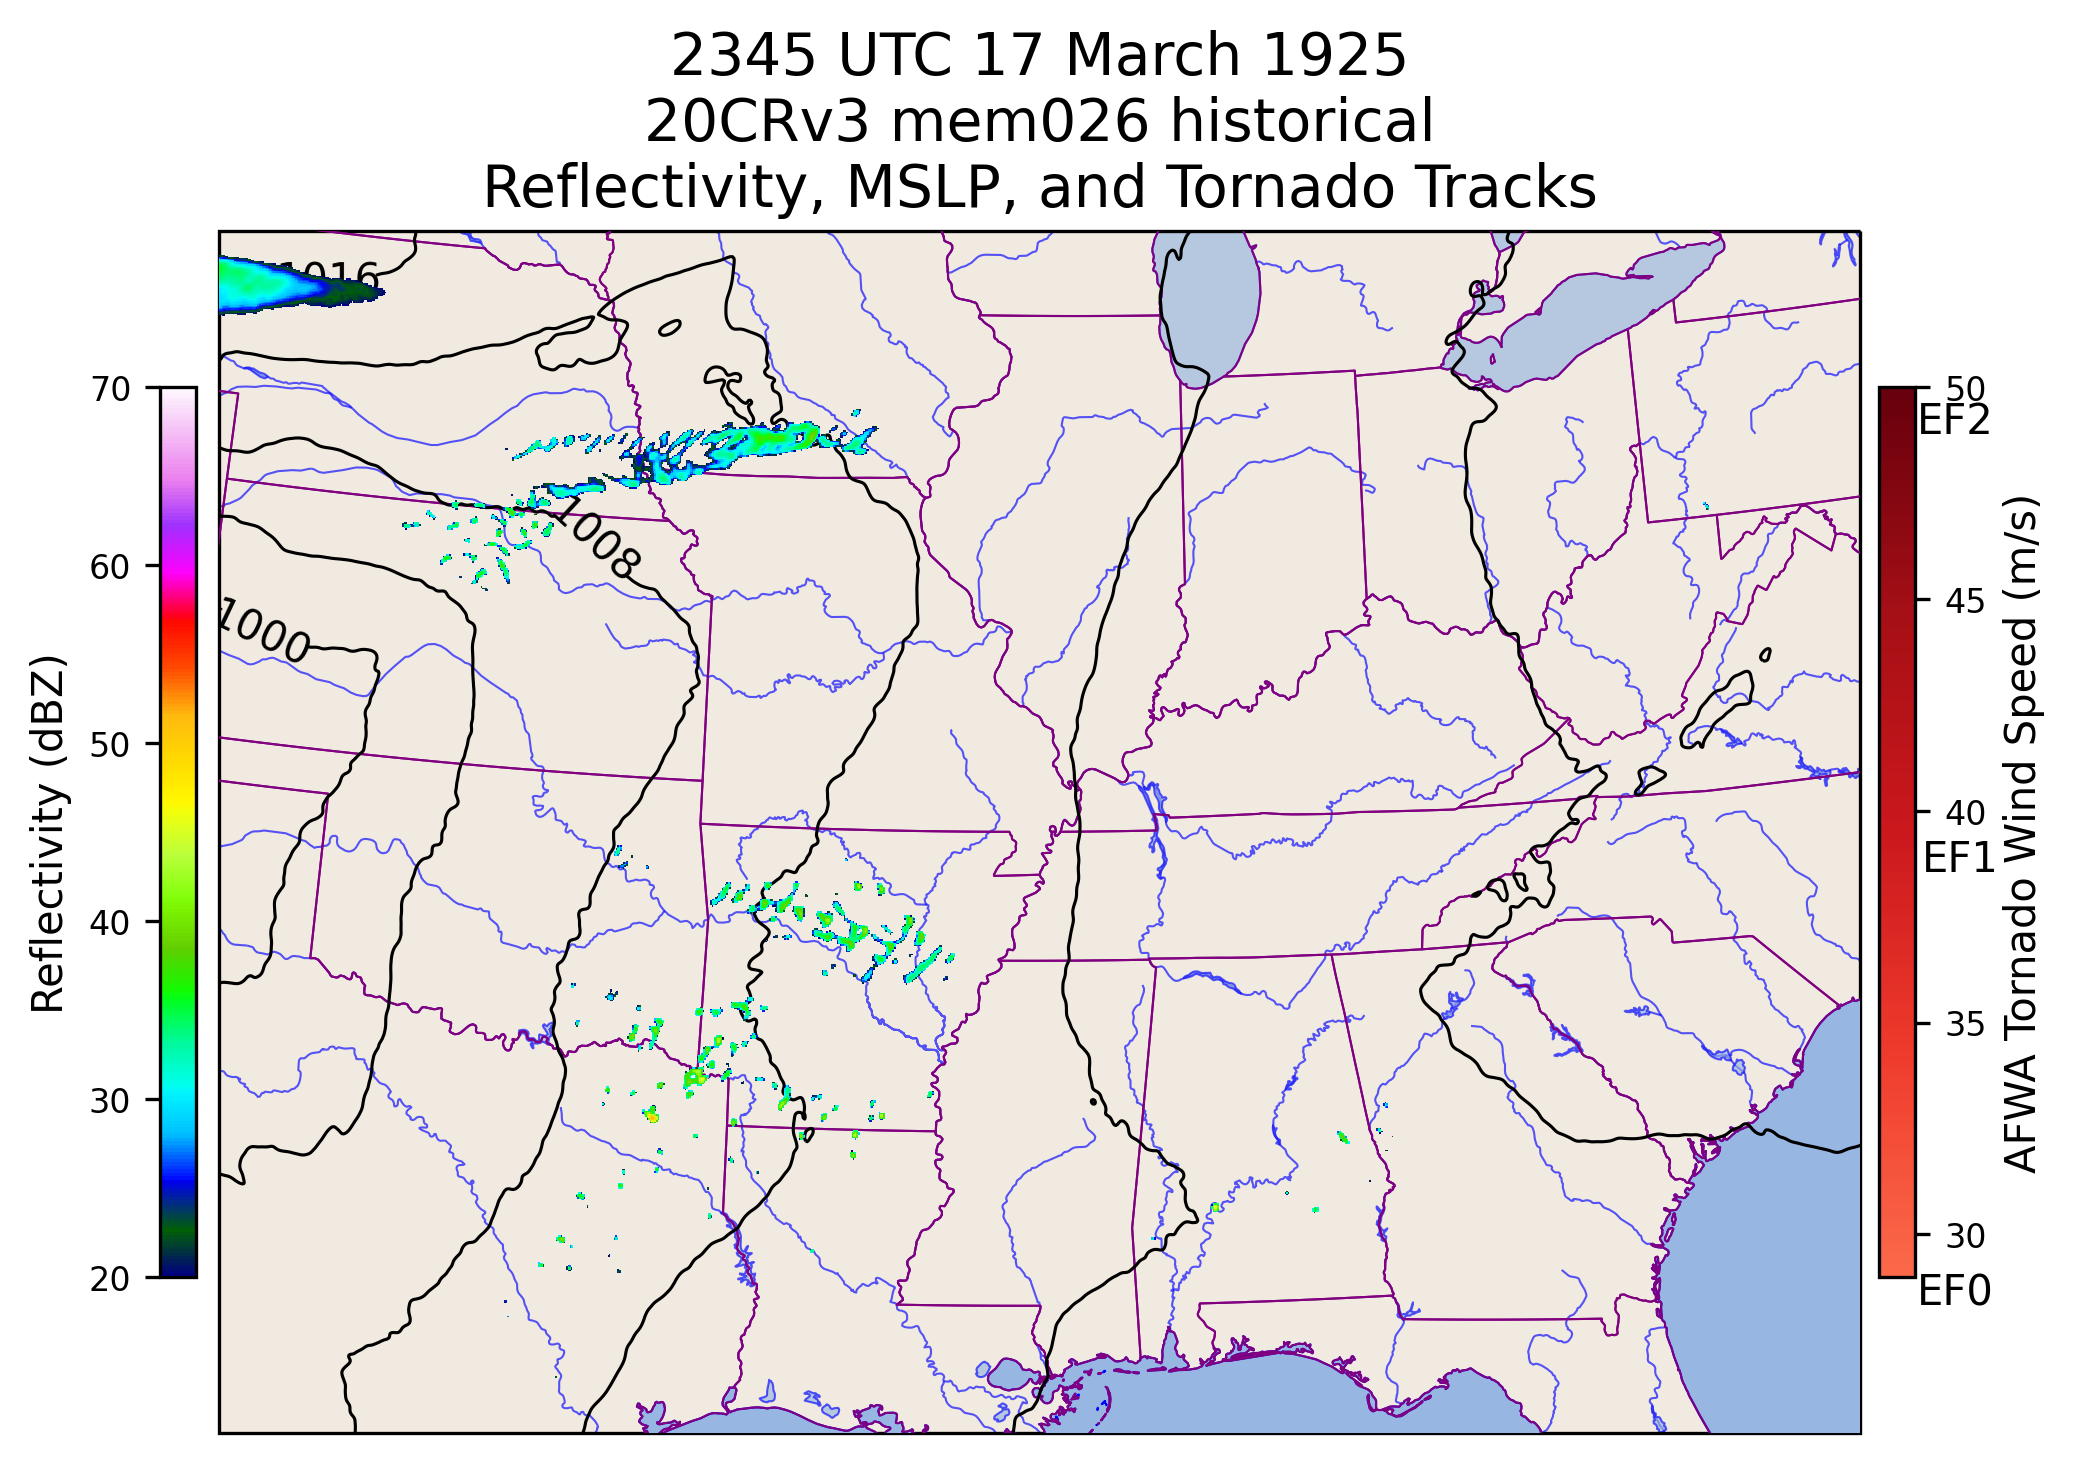 2345 UTC 17 March 1925
20CRv3 mem026 historical
Reflectivity, MSLP, and Tornado Tracks
1016
1008
1000
Reflectivity (dBZ)
70
60
50
40
30
20
50
EF2
45
40
EF1
35
30
EF0
AFWA Tornado Wind Speed (m/s)